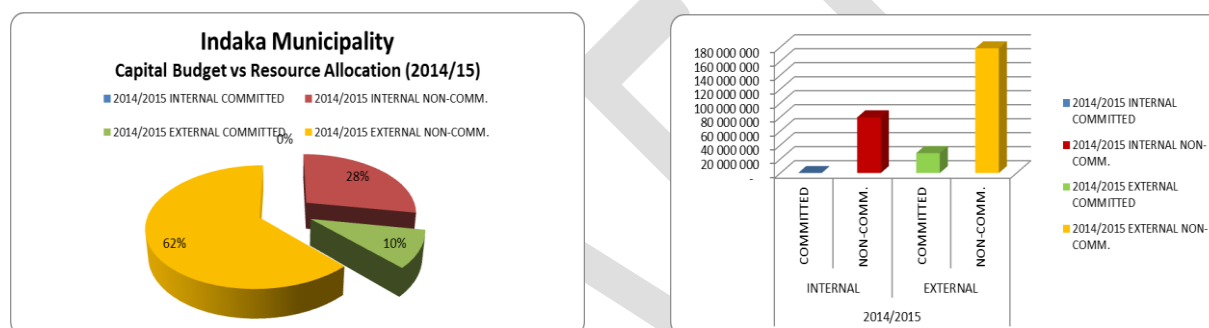 Indaka Municipality
Capital Budget vs Resource Allocation (2014/15)
2014/2015 INTERNAL COMMITTED 2014/2015 INTERNAL NON-COMM.
2014/2015 EXTERNAL COMMITTED 2014/2015 EXTERNAL NON-COMM.
0%
28%
62%
10%
180 000 000
160 000 000
140 000 000
120 000 000
100 000 000
80 000 000
60 000 000
40 000 000
20 000 000
-
COMMITTED
NON-COMM.
COMMITTED
NON-COMM.
INTERNAL EXTERNAL
2014/2015
2014/2015 INTERNAL
COMMITTED
2014/2015 INTERNAL NON-
COMM.
2014/2015 EXTERNAL
COMMITTED
2014/2015 EXTERNAL NON-
COMM.